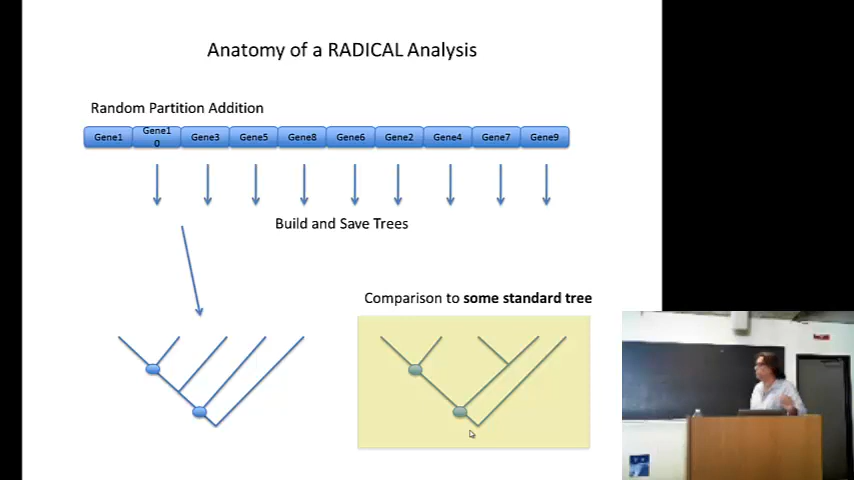 Anatomy of a RADICAL Analysis
Random Partition Addition
Gene1 Gene1 0 Gene3 Gene5 Gene8 Gene6 Gene2 Gene4 Gene7 Gene9
Build and Save Trees
Comparison to some standard tree